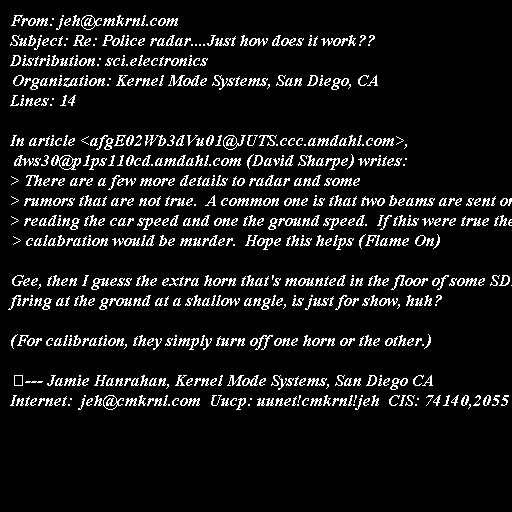 From: jeh@cmkrnl.com
Subject: Re: Police radar....Just how does it work??
Distribution: sci.electronics
Organization: Kernel Mode Systems, San Diego, CA
Lines: 14

In article <afgE02Wb3dVu01@JUTS.ccc.amdahl.com>,
dws30@p1ps110cd.amdahl.com (David Sharpe) writes:
> There are a few more details to radar and some
> rumors that are not true.  A common one is that two beams are sent
> reading the car speed and one the ground speed.  If this were true
> calabration would be murder.  Hope this helps (Flame On)

Gee, then I guess the extra horn that's mounted in the floor of some
firing at the ground at a shallow angle, is just for show, huh?

(For calibration, they simply turn off one horn or the other.)

--- Jamie Hanrahan, Kernel Mode Systems, San Diego CA
Internet:  jeh@cmkrnl.com  Uucp: uunet!cmkrnl!jeh  CIS: 74140,2055